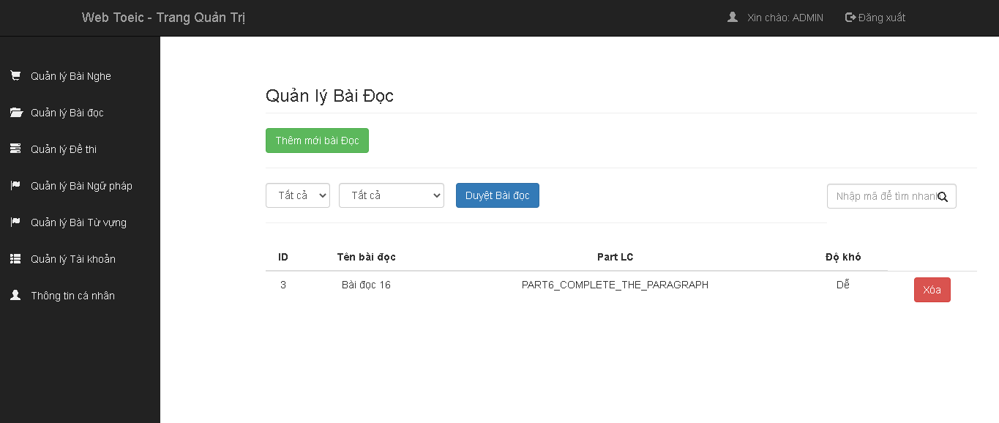 Web Toeic - Trang Quản Trị
Xin chào: ADMIN
Đăng xuất
Quản lý Bài Nghe
Quản lý Bài đọc
Quản lý Đề thi
Quản lý Bài Ngữ pháp
Quản lý Bài Từ vựng
Quản lý Tài khoản
Thông tin cá nhân
Quản lý Bài Đọc
Thêm mới bài Đọc
Tất cả Tất cả Duyệt Bài đọc Nhập mã để tìm nhanh
ID Tên bài đọc Part LC Độ khó
3 Bài đọc 16 PART6_COMPLETE_THE_PARAGRAPH Dễ Xóa